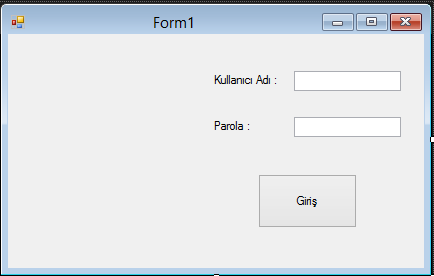 Form1
Kullanıcı Adı :
Parola :
Giriş